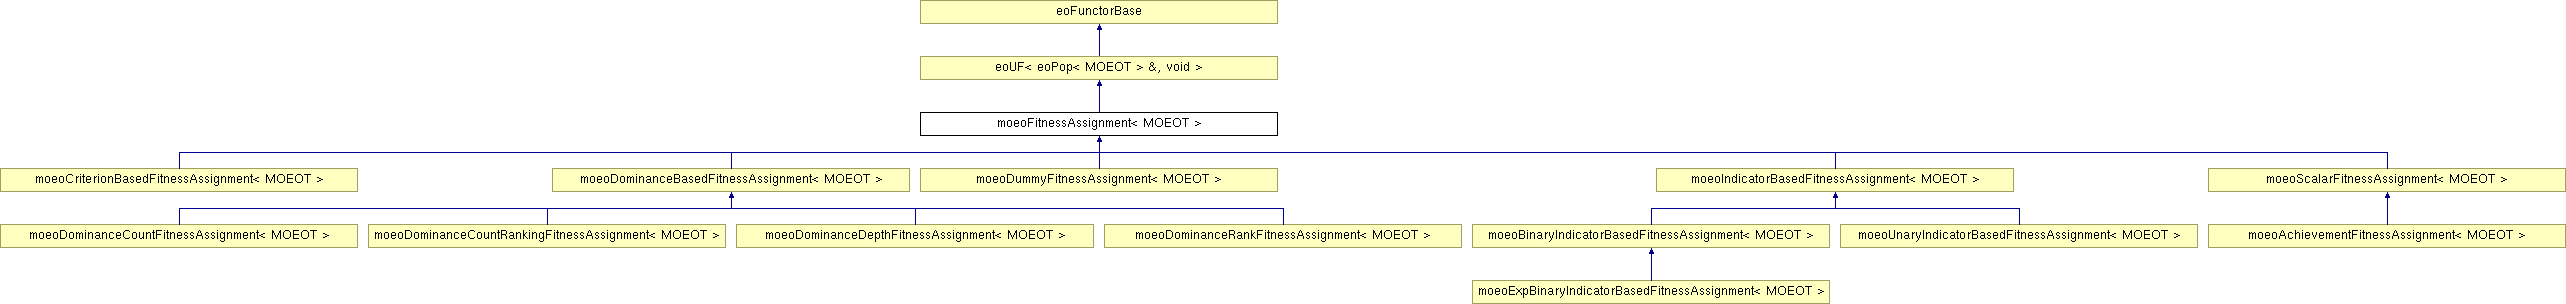 eoFunctorBase
eoUF< eoPop< MOEOT > &, void >
moeoFitnessAssignment< MOEOT >
moeoCriterionBasedFitnessAssignment< MOEOT >
moeoDominanceBasedFitnessAssignment< MOEOT >
moeoDummyFitnessAssignment< MOEOT >
moeoIndicatorBasedFitnessAssignment< MOEOT >
moeoScalarFitnessAssignment< MOEOT >
moeoDominanceCountFitnessAssignment< MOEOT >
moeoDominanceCountRankingFitnessAssignment< MOEOT >
moeoDominanceDepthFitnessAssignment< MOEOT >
moeoDominanceRankFitnessAssignment< MOEOT >
moeoBinaryIndicatorBasedFitnessAssignment< MOEOT >
moeoUnaryIndicatorBasedFitnessAssignment< MOEOT >
moeoAchievementFitnessAssignment< MOEOT >
moeoExpBinaryIndicatorBasedFitnessAssignment< MOEOT >